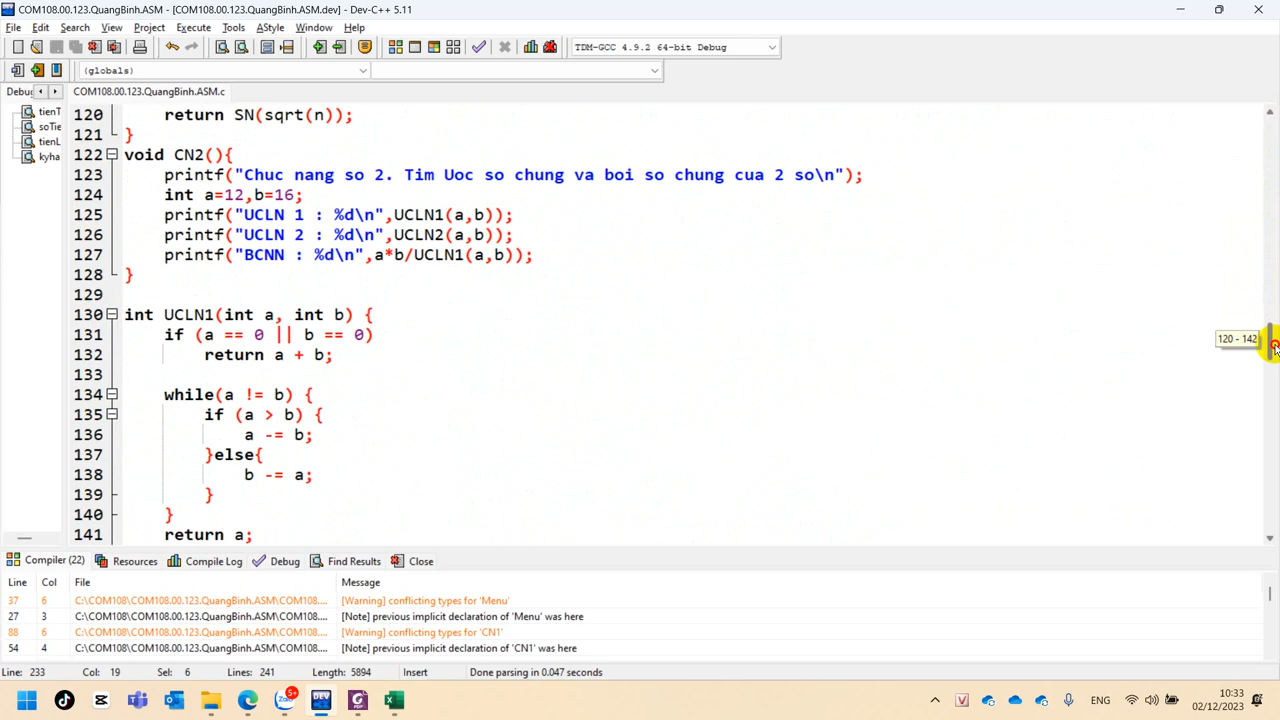 COM108.00.123.QuangBinh.ASM - [COM108.00.123.QuangBinh.ASM.dev] - Dev-C++ 5.11
File Edit Search View Project Execute Tools AStyle Window Help
TDM-GCC 4.9.2 64-bit Debug
(globals)
Debug COM108.00.123.QuangBinh.ASM.c
tienT
soTie
tienL
kyha
120 return SN(sqrt(n));
121 }
122 void CN2(){
123 printf("Chuc nang so 2. Tim Uoc so chung va boi so chung cua 2 so\n");
124 int a=12,b=16;
125 printf("UCLN 1 : %d\n",UCLN1(a,b));
126 printf("UCLN 2 : %d\n",UCLN2(a,b));
127 printf("BCNN : %d\n",a*b/UCLN1(a,b));
128 }
129
130 int UCLN1(int a, int b) {
131 if (a == 0 || b == 0)
132 return a + b;
133
134 while(a != b) {
135 if (a > b) {
136 a -= b;
137 }else{
138 b -= a;
139 }
140 }
141 return a;
120 - 142
Compiler (22) Resources Compile Log Debug Find Results Close
Line Col File Message
37 6 C:\COM108\COM108.00.123.QuangBinh.ASM\COM108.... [Warning] conflicting types for 'Menu'
27 3 C:\COM108\COM108.00.123.QuangBinh.ASM\COM108.... [Note] previous implicit declaration of 'Menu' was here
88 6 C:\COM108\COM108.00.123.QuangBinh.ASM\COM108.... [Warning] conflicting types for 'CN1'
54 4 C:\COM108\COM108.00.123.QuangBinh.ASM\COM108.... [Note] previous implicit declaration of 'CN1' was here
Line: 233 Col: 19 Sel: 6 Lines: 241 Length: 5894 Insert Done parsing in 0.047 seconds
DEV
Zalo
5+
V
ENG
10:33
02/12/2023